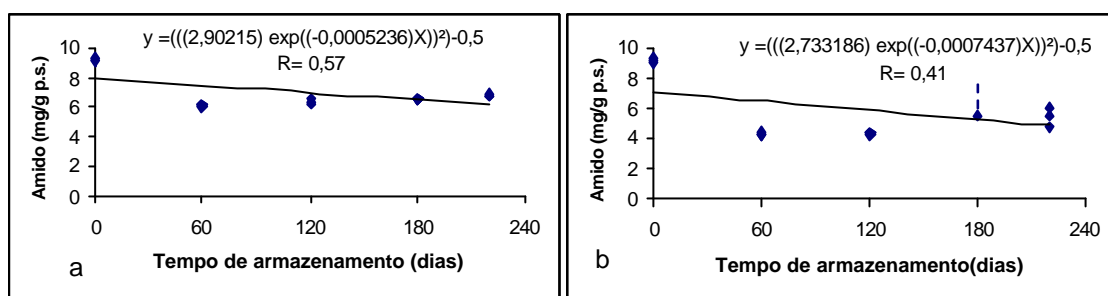 y =(((2,90215) exp((-0,0005236)X))²)-0,5
R= 0,57
Amido (mg/g p.s.)
10
8
6
4
2
0
0 60 120 180 240
Tempo de armazenamento (dias)
a
y =(((2,733186) exp((-0,0007437)X))²)-0,5
R= 0,41
Amido (mg/g p.s.)
10
8
6
4
2
0
0 60 120 180 240
Tempo de armazenamento(dias)
b